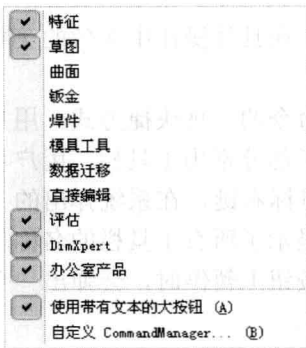 特征
草图
曲面
钣金
焊件
模具工具
数据迁移
直接编辑
评估
DimXpert
办公室产品
使用带有文本的大按钮 (A)
自定义 CommandManager... (B)